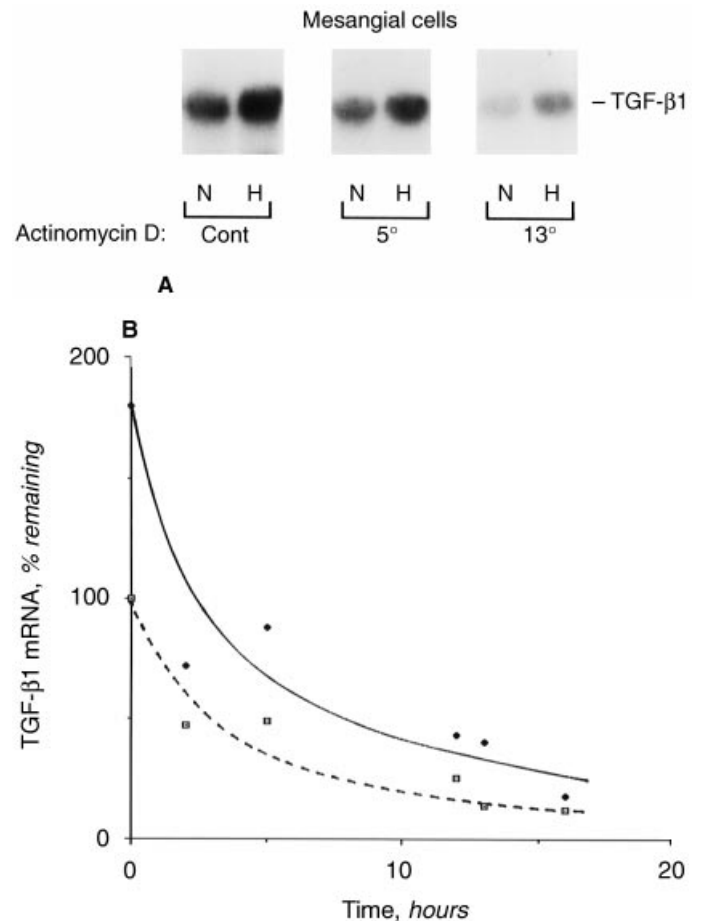 Mesangial cells
– TGF-β1
N H N H N H
Actinomycin D: Cont 5° 13°
A
B
200
100
0
TGF-β1 mRNA, % remaining
0 10 20
Time, hours